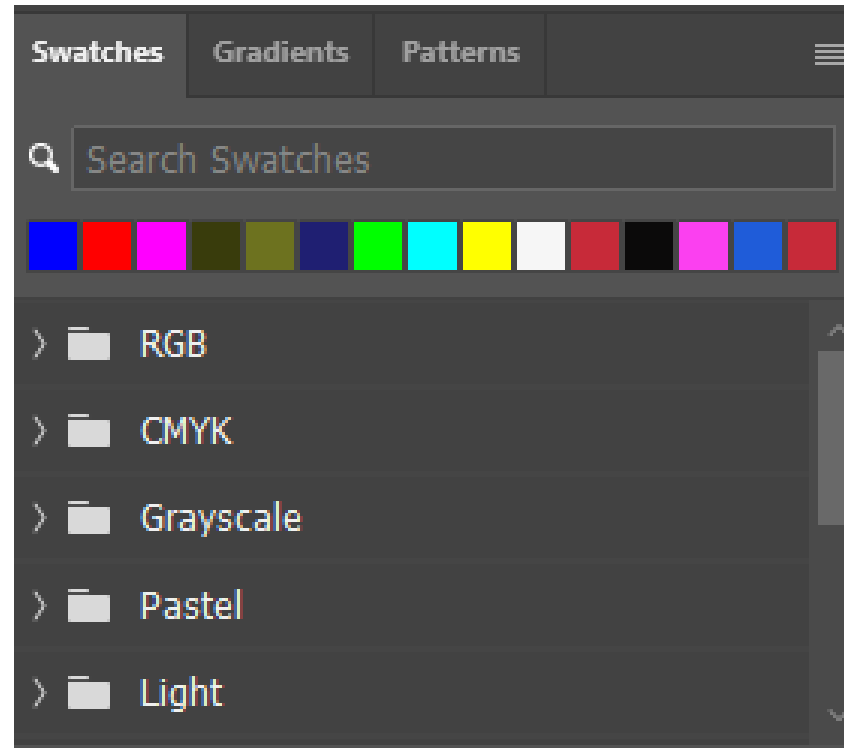 Swatches Gradients Patterns
Search Swatches
RGB
CMYK
Grayscale
Pastel
Light